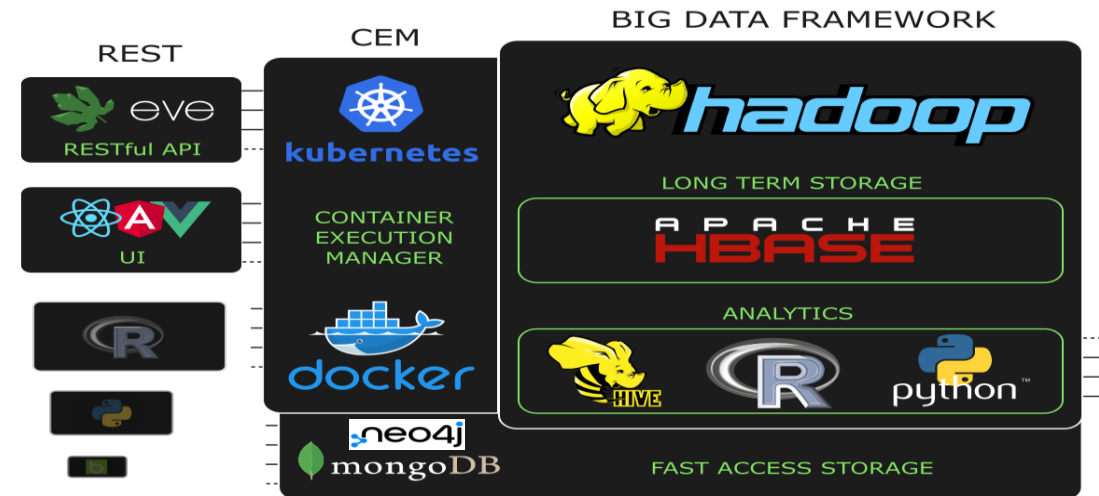 REST
eve
RESTful API
A
UI
R
CEM
kubernetes
CONTAINER
EXECUTION
MANAGER
docker
BIG DATA FRAMEWORK
hadoop
LONG TERM STORAGE
APACHE
HBASE
ANALYTICS
HIVE
R
python™
neo4j
mongoDB
FAST ACCESS STORAGE